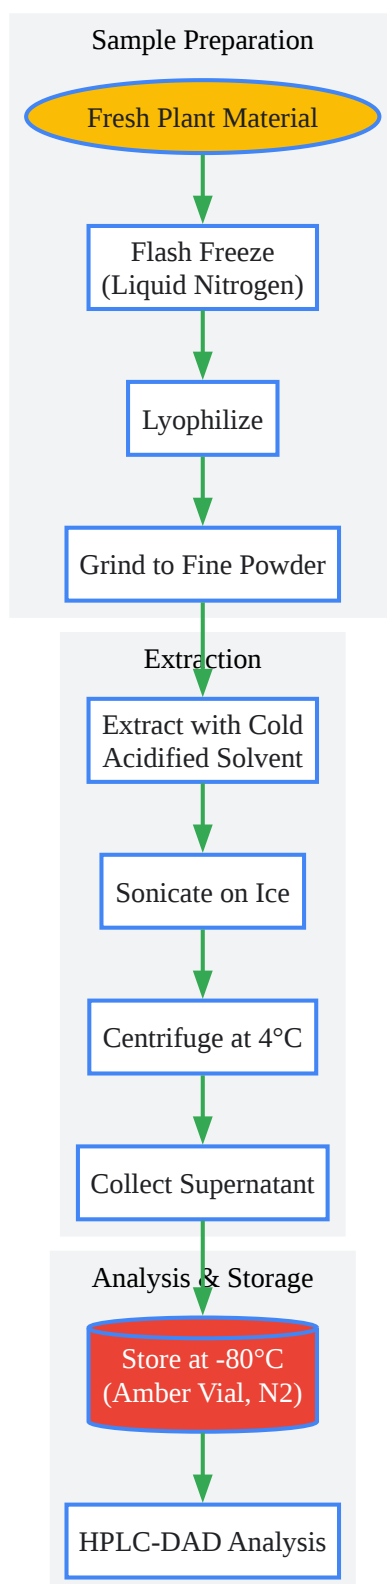 Sample Preparation
Fresh Plant Material
Flash Freeze
(Liquid Nitrogen)
Lyophilize
Grind to Fine Powder
Extraction
Extract with Cold
Acidified Solvent
Sonicate on Ice
Centrifuge at 4°C
Collect Supernatant
Analysis & Storage
Store at -80°C
(Amber Vial, N2)
HPLC-DAD Analysis